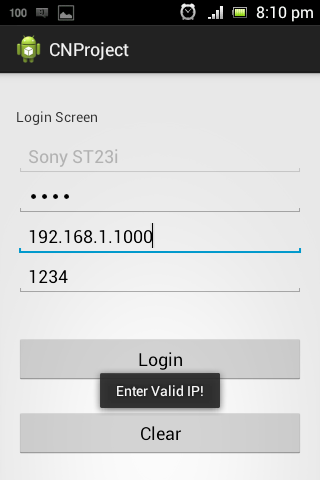 100 8:10 pm
CNProject
Login Screen
Sony ST23i
••••
192.168.1.1000
1234
Login
Enter Valid IP!
Clear